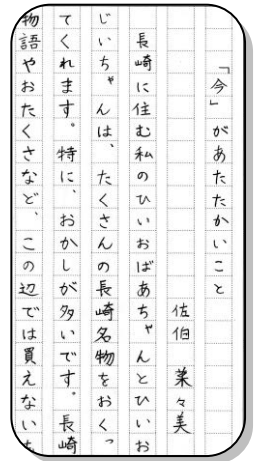 「今」があたたかいこと
佐伯 菜々美
長崎に住む私のひいおばあちゃんとひいお
じいちゃんは、たくさんの長崎名物をおくっ
てくれます。特に、おかしが多いです。長崎
物語やおたくさなど、この辺では買えない